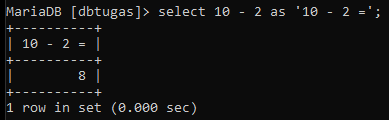 MariaDB [dbtugas]> select 10 - 2 as '10 - 2 =';
+----------+
| 10 - 2 = |
+----------+
|        8 |
+----------+
1 row in set (0.000 sec)